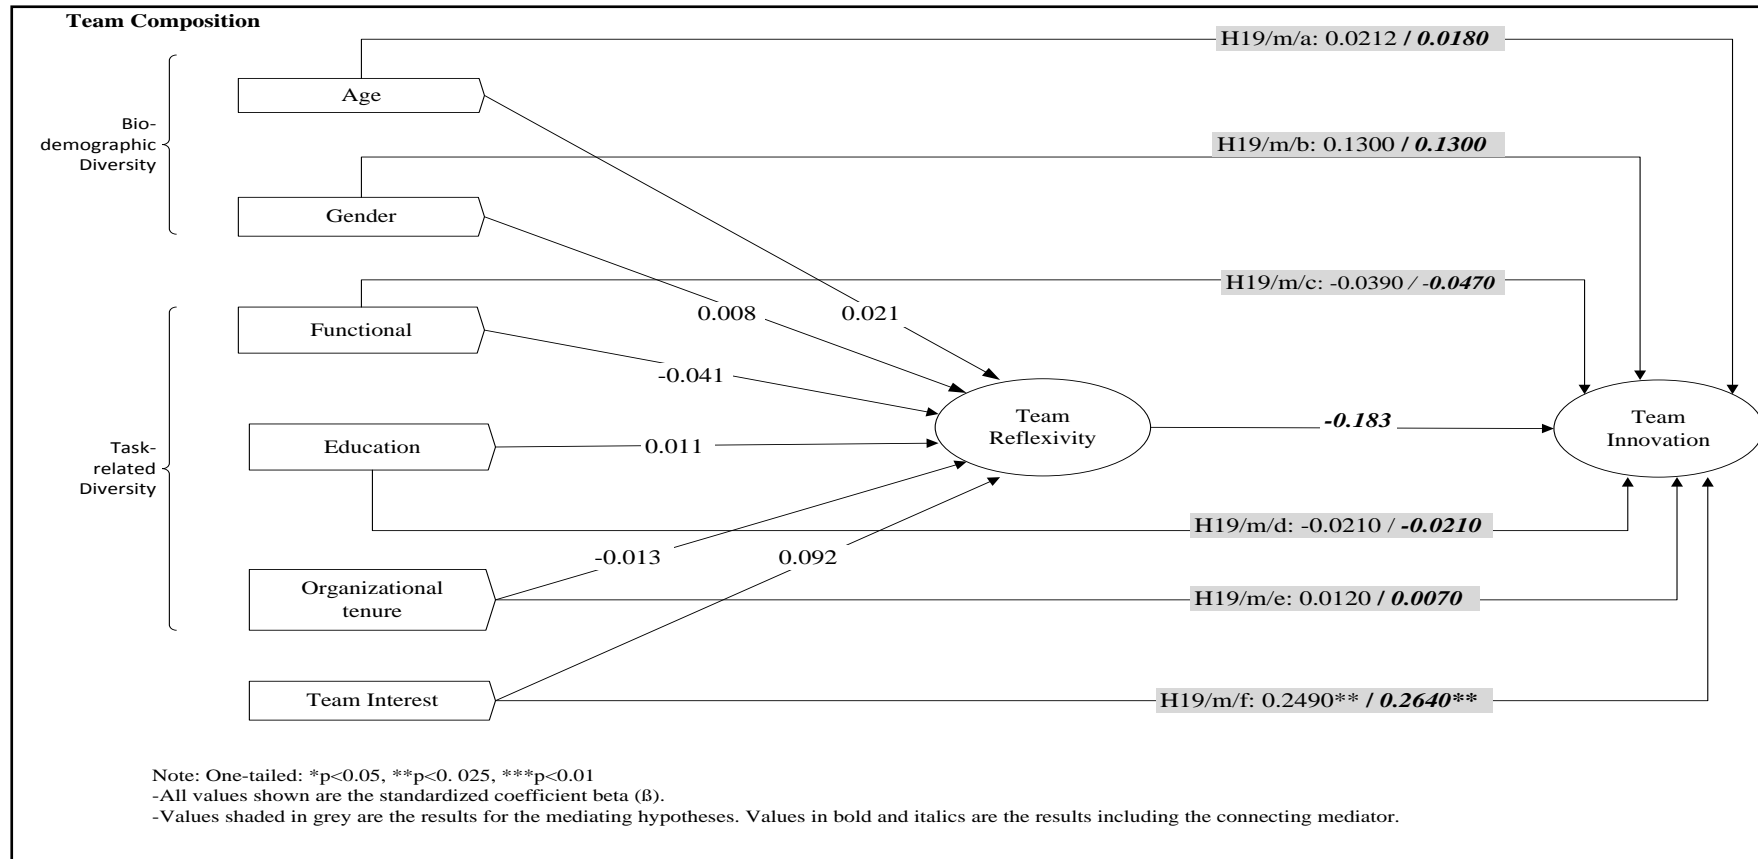 Team Composition
H19/m/a: 0.0212 / 0.0180
Age
Bio-
demographic
Diversity
H19/m/b: 0.1300 / 0.1300
Gender
H19/m/c: -0.0390 / -0.0470
0.008
0.021
Functional
-0.041
Team
Reflexivity
-0.183
Team
Innovation
Education
0.011
Task-
related
Diversity
H19/m/d: -0.0210 / -0.0210
-0.013
0.092
Organizational
tenure
H19/m/e: 0.0120 / 0.0070
Team Interest
H19/m/f: 0.2490** / 0.2640**
Note: One-tailed: *p<0.05, **p<0. 025, ***p<0.01
-All values shown are the standardized coefficient beta (ß).
-Values shaded in grey are the results for the mediating hypotheses. Values in bold and italics are the results including the connecting mediator.